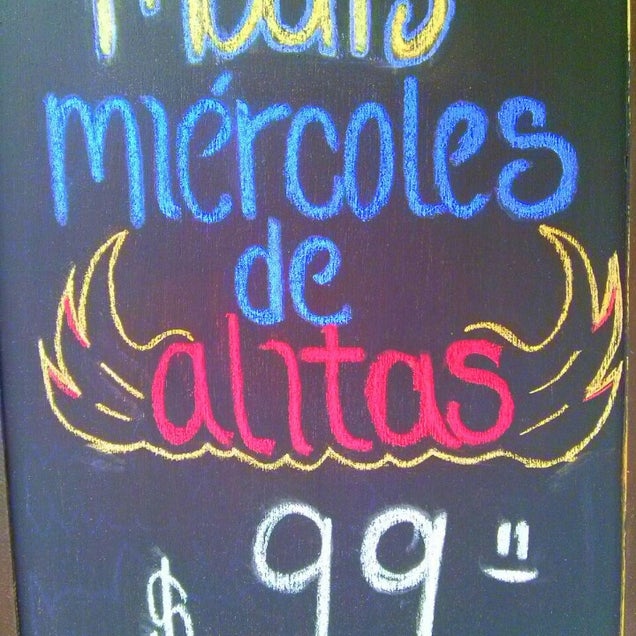 miércoles
de
alitas
$ 99 "